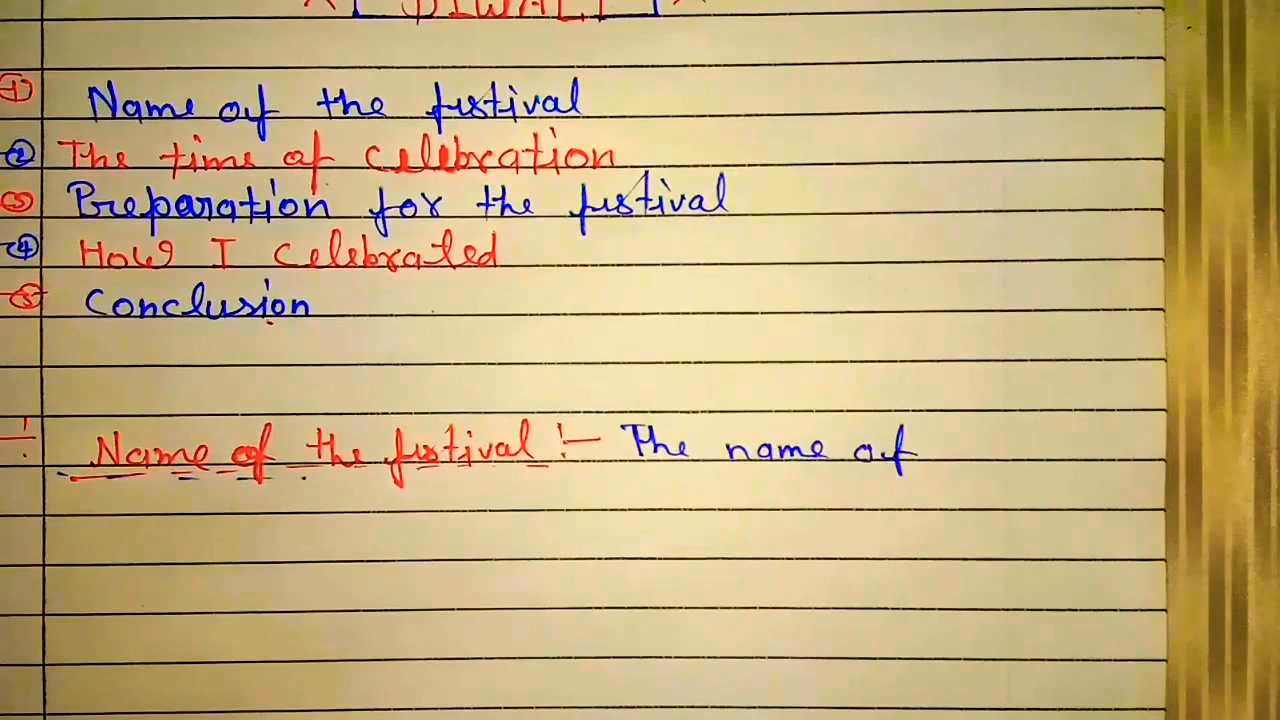 DIWALI
① Name of the festival
② The time of celebration
③ Preparation for the festival
④ How I celebrated
⑤ Conclusion
Name of the festival :- The name of